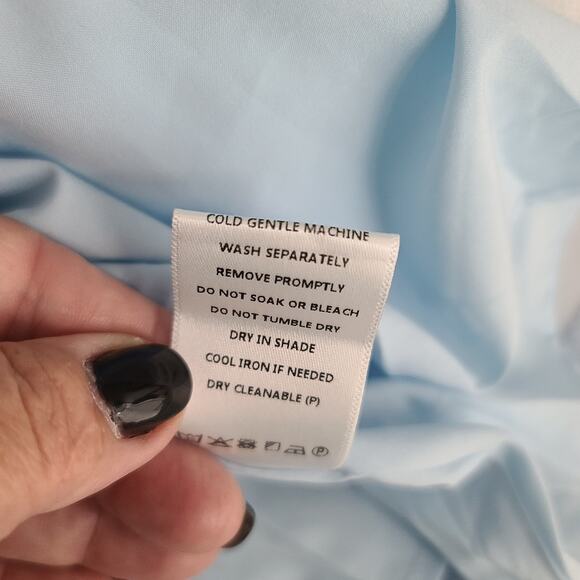 COLD GENTLE MACHINE
WASH SEPARATELY
REMOVE PROMPTLY
DO NOT SOAK OR BLEACH
DO NOT TUMBLE DRY
DRY IN SHADE
COOL IRON IF NEEDED
DRY CLEANABLE (P)
P